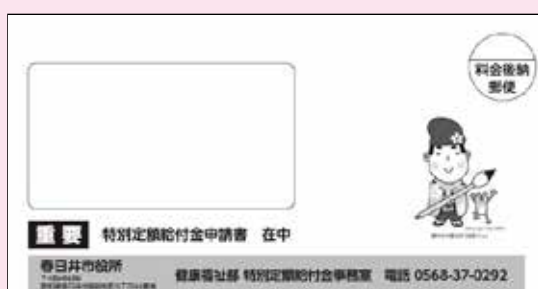 料金後納
郵便
重要 特別定額給付金申請書 在中
春日井市役所
健康福祉部 特別定額給付金事務室 電話 0568-37-0292